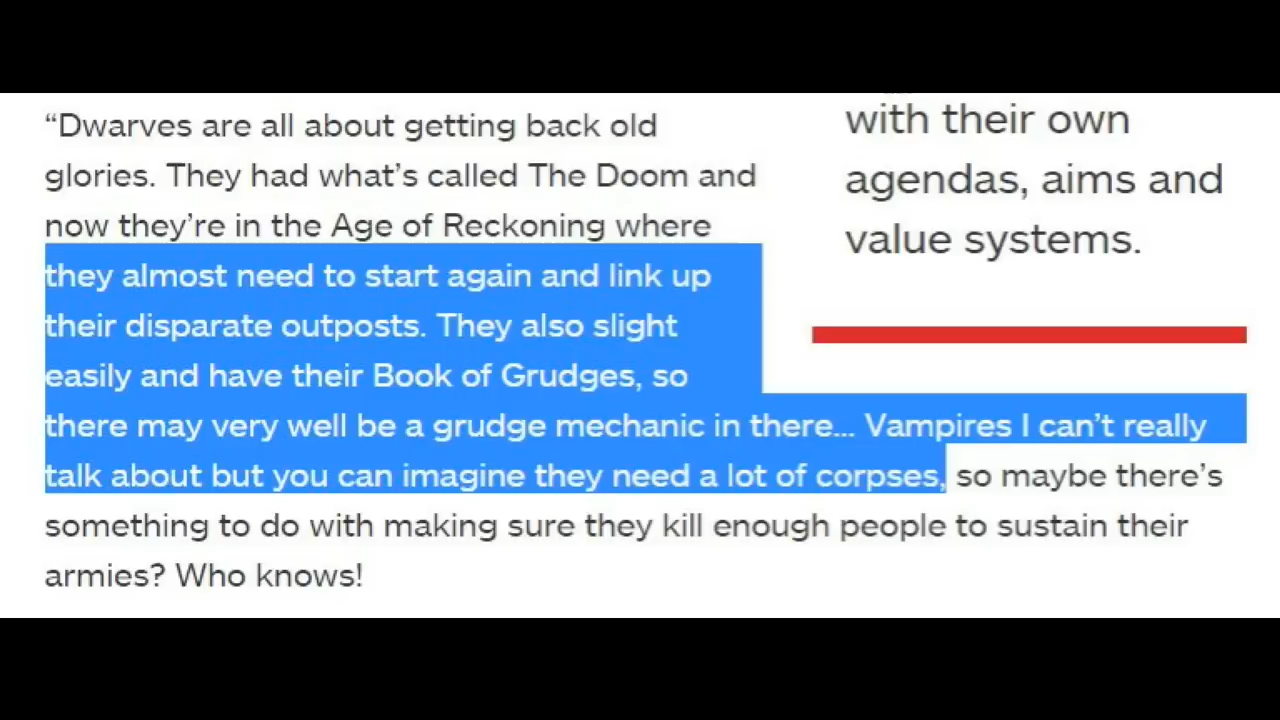 “Dwarves are all about getting back old
glories. They had what’s called The Doom and
now they’re in the Age of Reckoning where
they almost need to start again and link up
their disparate outposts. They also slight
easily and have their Book of Grudges, so
there may very well be a grudge mechanic in there... Vampires I can’t really
talk about but you can imagine they need a lot of corpses, so maybe there’s
something to do with making sure they kill enough people to sustain their
armies? Who knows!
with their own
agendas, aims and
value systems.